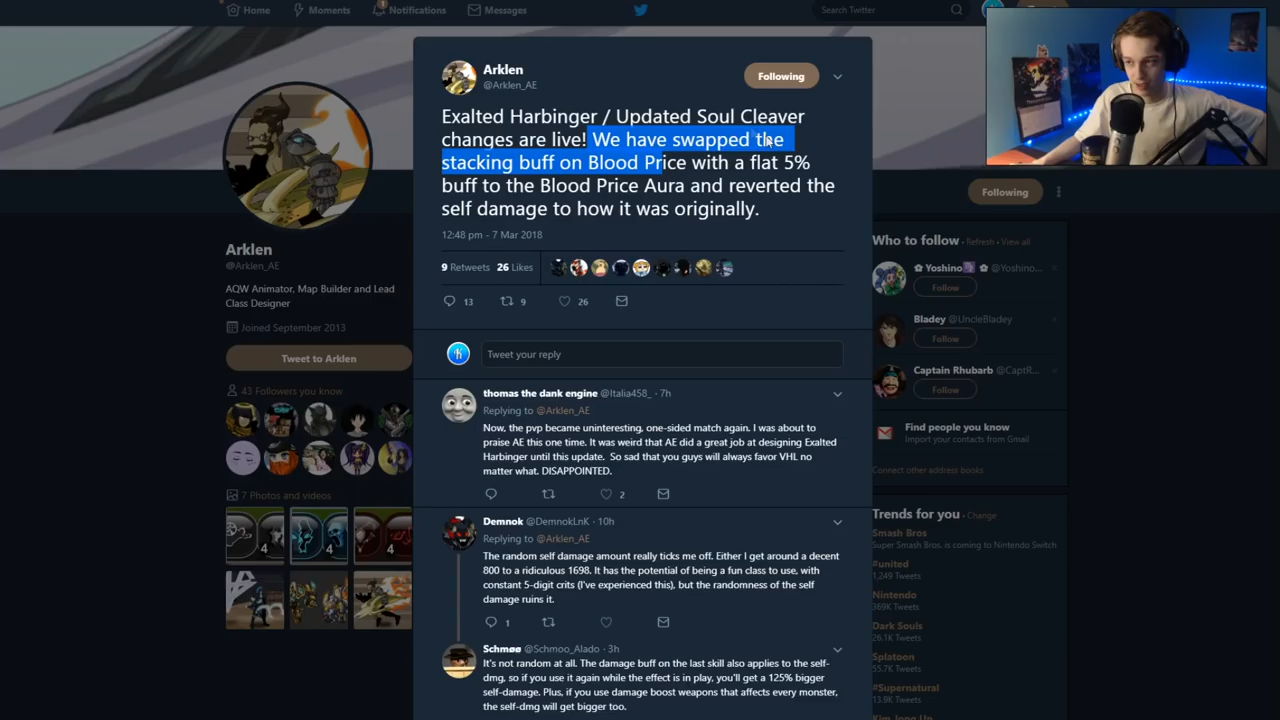 Home
Moments
1
Notifications
Messages
Search Twitter
Arklen
@Arklen_AE
Following
Exalted Harbinger / Updated Soul Cleaver
changes are live! We have swapped the
stacking buff on Blood Price with a flat 5%
buff to the Blood Price Aura and reverted the
self damage to how it was originally.
12:48 pm - 7 Mar 2018
9 Retweets 26 Likes
13 9 26
Tweet your reply
thomas the dank engine @Italia458_ · 7h
Replying to @Arklen_AE
Now, the pvp became uninteresting, one-sided match again. I was about to
praise AE this one time. It was weird that AE did a great job at designing Exalted
Harbinger until this update. So sad that you guys will always favor VHL no
matter what. DISAPPOINTED.
2
Demnok @DemnokLnK · 10h
Replying to @Arklen_AE
The random self damage amount really ticks me off. Either I get around a decent
800 to a ridiculous 1698. It has the potential of being a fun class to use, with
constant 5-digit crits (I've experienced this), but the randomness of the self
damage ruins it.
1
Schmøø @Schmoo_Alado · 3h
It's not random at all. The damage buff on the last skill also applies to the self-
dmg, so if you use it again while the effect is in play, you'll get a 125% bigger
self-damage. Plus, if you use damage boost weapons that affects every monster,
the self-dmg will get bigger too.
Arklen
@Arklen_AE
AQW Animator, Map Builder and Lead
Class Designer
Joined September 2013
Tweet to Arklen
43 Followers you know
7 Photos and videos
4
4
4
Following
Who to follow · Refresh · View all
Yoshino @Yoshino...
Follow
Bladey @UncleBladey
Follow
Captain Rhubarb @CaptR...
Follow
Find people you know
Import your contacts from Gmail
Connect other address books
Trends for you · Change
Smash Bros
Super Smash Bros. is coming to Nintendo Switch
#united
1,249 Tweets
Nintendo
369K Tweets
Dark Souls
26.1K Tweets
Splatoon
55.7K Tweets
#Supernatural
13.9K Tweets
Kim Jong Un